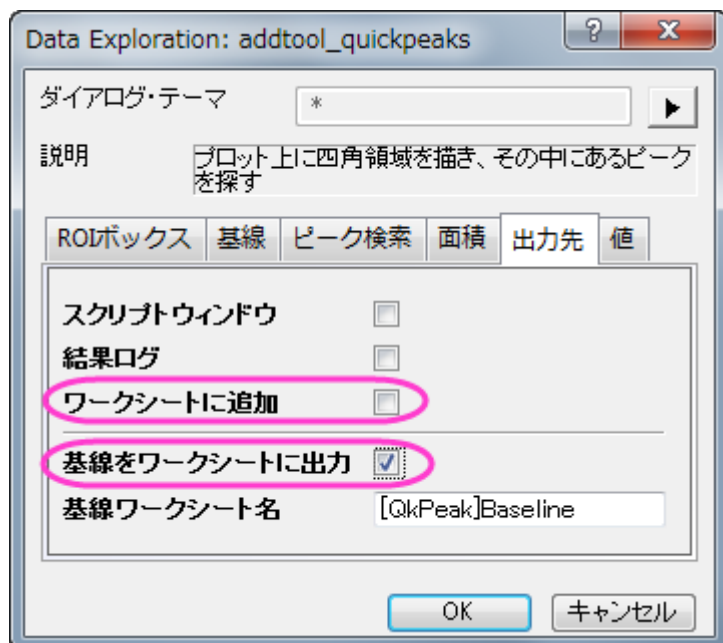 Data Exploration: addtool_quickpeaks
ダイアログ・テーマ *
説明 プロット上に四角領域を描き、その中にあるピーク
を探す
ROIボックス 基線 ピーク検索 面積 出力先 値
スクリプトウィンドウ
結果ログ
ワークシートに追加
基線をワークシートに出力
基線ワークシート名 [QkPeak]Baseline
OK キャンセル